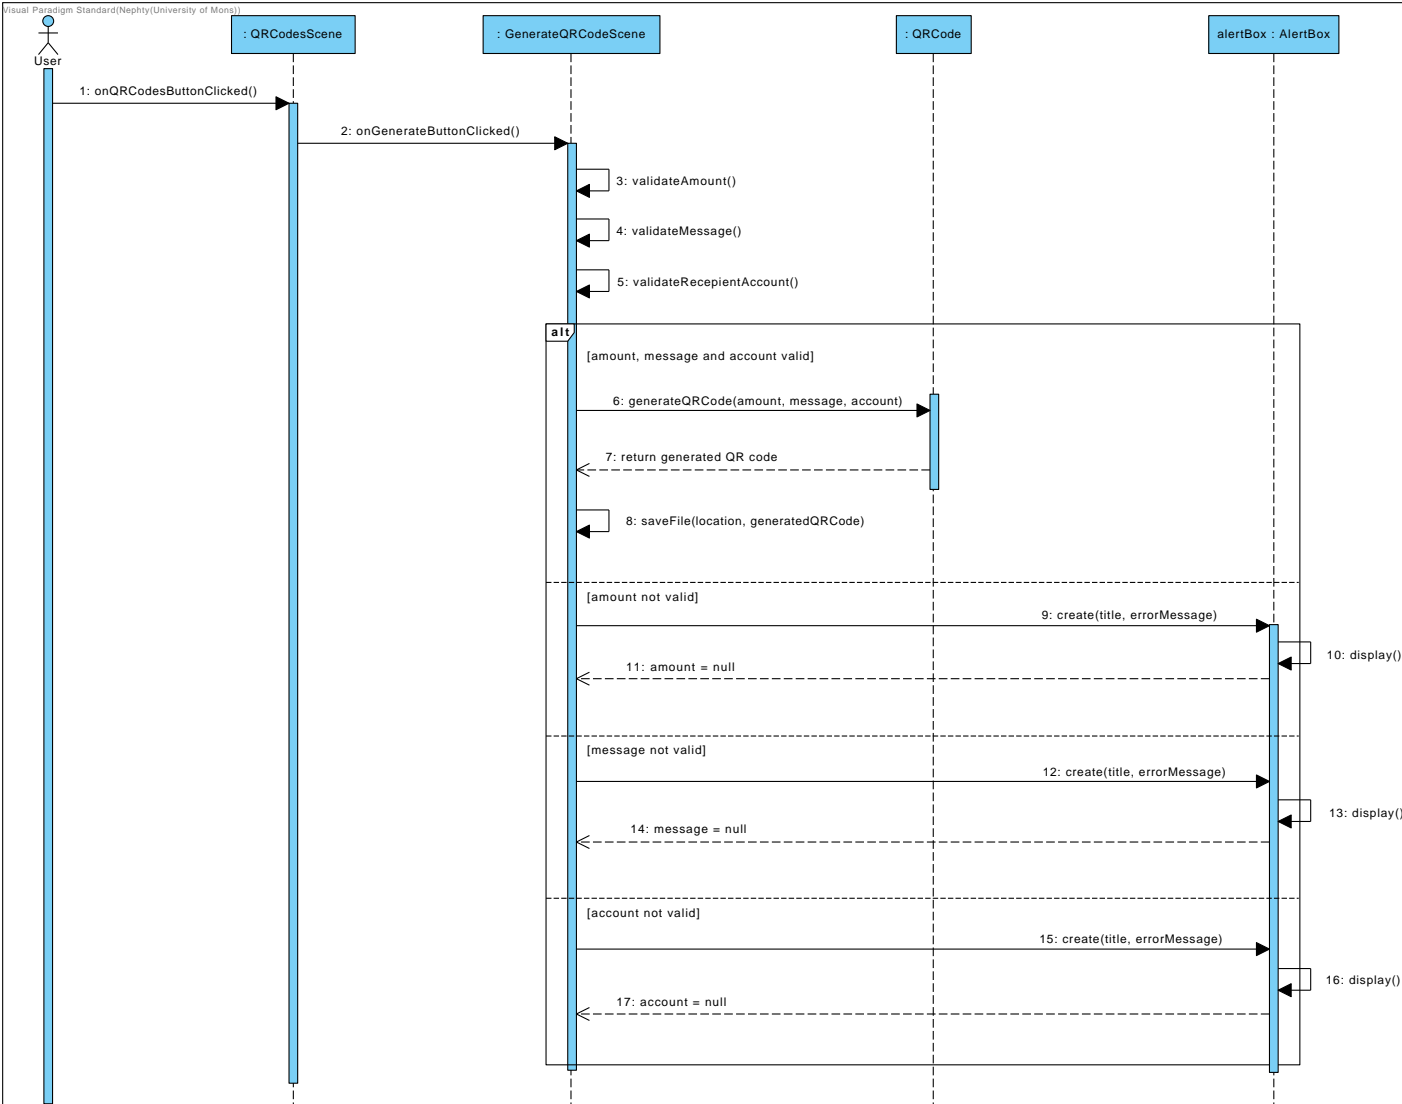 Visual Paradigm Standard(Nephty(University of Mons))
User
: QRCodesScene
: GenerateQRCodeScene
: QRCode
alertBox : AlertBox
1: onQRCodesButtonClicked()
2: onGenerateButtonClicked()
3: validateAmount()
4: validateMessage()
5: validateRecepientAccount()
alt
[amount, message and account valid]
6: generateQRCode(amount, message, account)
7: return generated QR code
8: saveFile(location, generatedQRCode)
[amount not valid]
9: create(title, errorMessage)
10: display()
11: amount = null
[message not valid]
12: create(title, errorMessage)
13: display()
14: message = null
[account not valid]
15: create(title, errorMessage)
16: display()
17: account = null